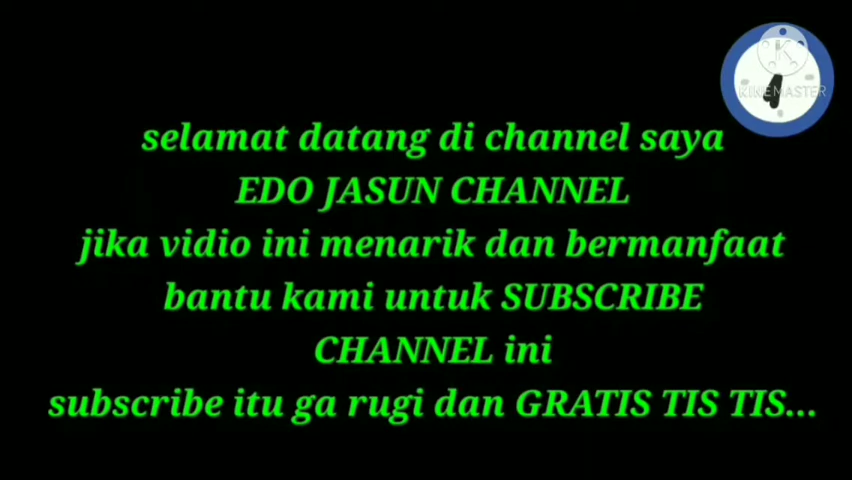 KINEMASTER
selamat datang di channel saya
EDO JASUN CHANNEL
jika vidio ini menarik dan bermanfaat
bantu kami untuk SUBSCRIBE
CHANNEL ini
subscribe itu ga rugi dan GRATIS TIS TIS...